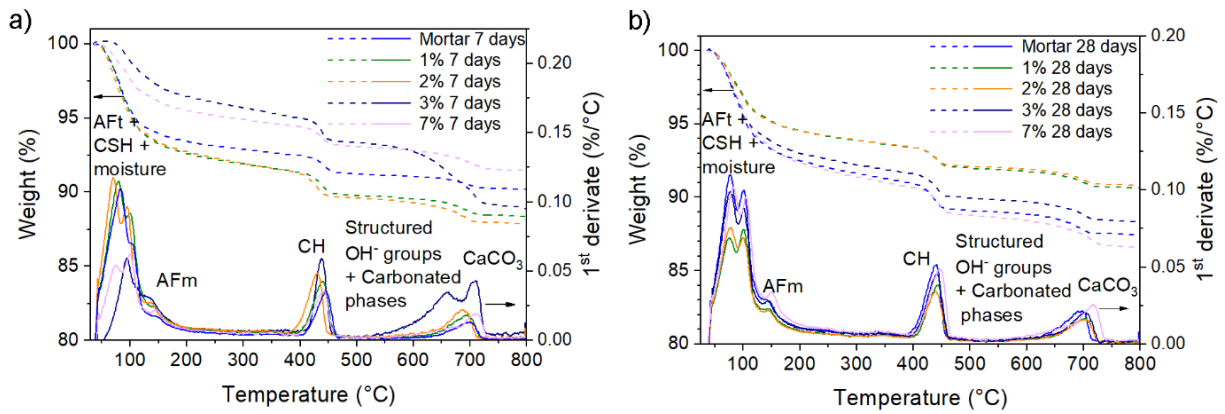 a)
Weight (%)
100
95
90
85
80
Mortar 7 days
1% 7 days
2% 7 days
3% 7 days
7% 7 days
AFt +
CSH +
moisture
AFm
CH
Structured
OH⁻ groups
+ Carbonated
phases
CaCO₃
0.20
0.15
0.10
0.05
0.00
1ˢᵗ derivate (%/°C)
100 200 300 400 500 600 700 800
Temperature (°C)
b)
Weight (%)
100
95
90
85
80
Mortar 28 days
1% 28 days
2% 28 days
3% 28 days
7% 28 days
AFt +
CSH +
moisture
AFm
CH
Structured
OH⁻ groups
+ Carbonated
phases
CaCO₃
0.20
0.15
0.10
0.05
0.00
1ˢᵗ derivate (%/°C)
100 200 300 400 500 600 700 800
Temperature (°C)